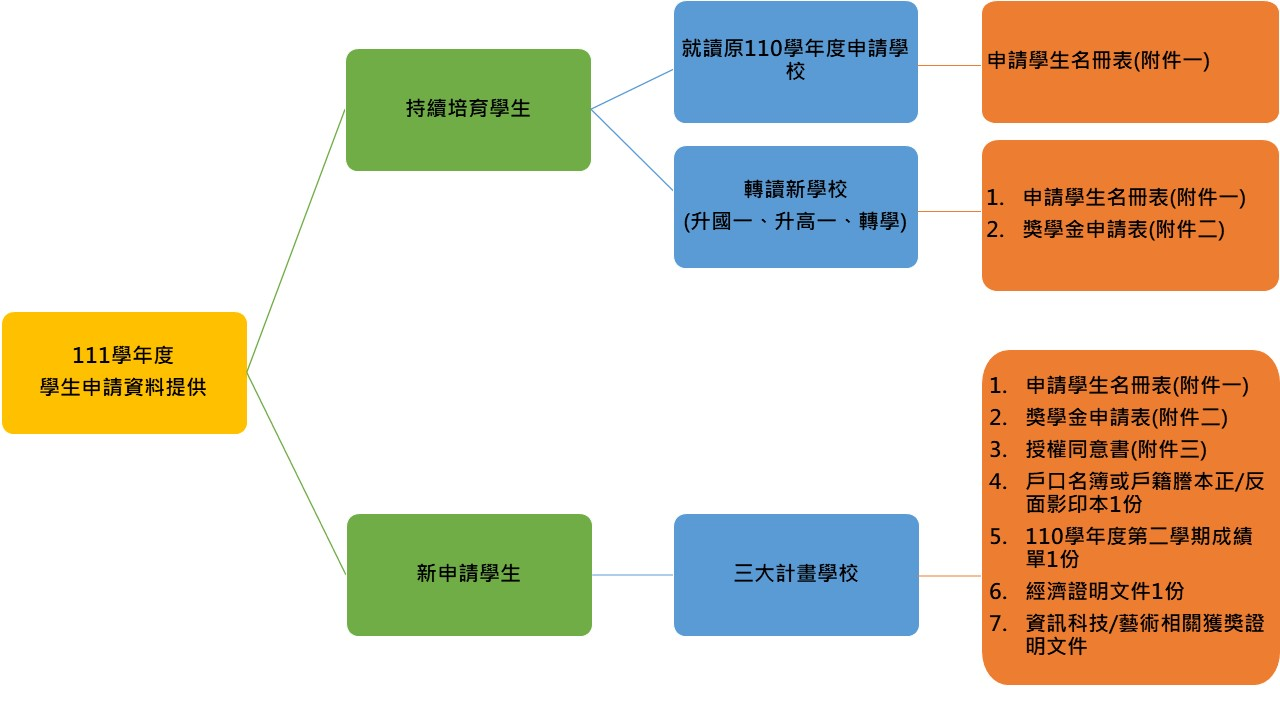 111學年度
學生申請資料提供
持續培育學生
就讀原110學年度申請學
校
申請學生名冊表(附件一)
轉讀新學校
(升國一、升高一、轉學)
1. 申請學生名冊表(附件一)
2. 獎學金申請表(附件二)
新申請學生
三大計畫學校
1. 申請學生名冊表(附件一)
2. 獎學金申請表(附件二)
3. 授權同意書(附件三)
4. 戶口名簿或戶籍謄本正/反
面影印本1份
5. 110學年度第二學期成績
單1份
6. 經濟證明文件1份
7. 資訊科技/藝術相關獲獎證
明文件